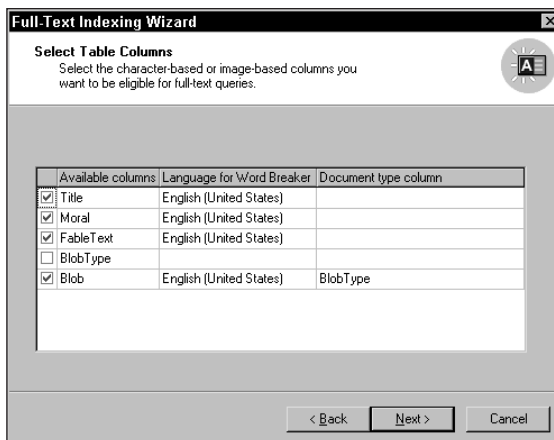 Full-Text Indexing Wizard
Select Table Columns
Select the character-based or image-based columns you
want to be eligible for full-text queries.
A
Available columns Language for Word Breaker Document type column
Title English (United States)
Moral English (United States)
FableText English (United States)
BlobType
Blob English (United States) BlobType
< Back Next > Cancel